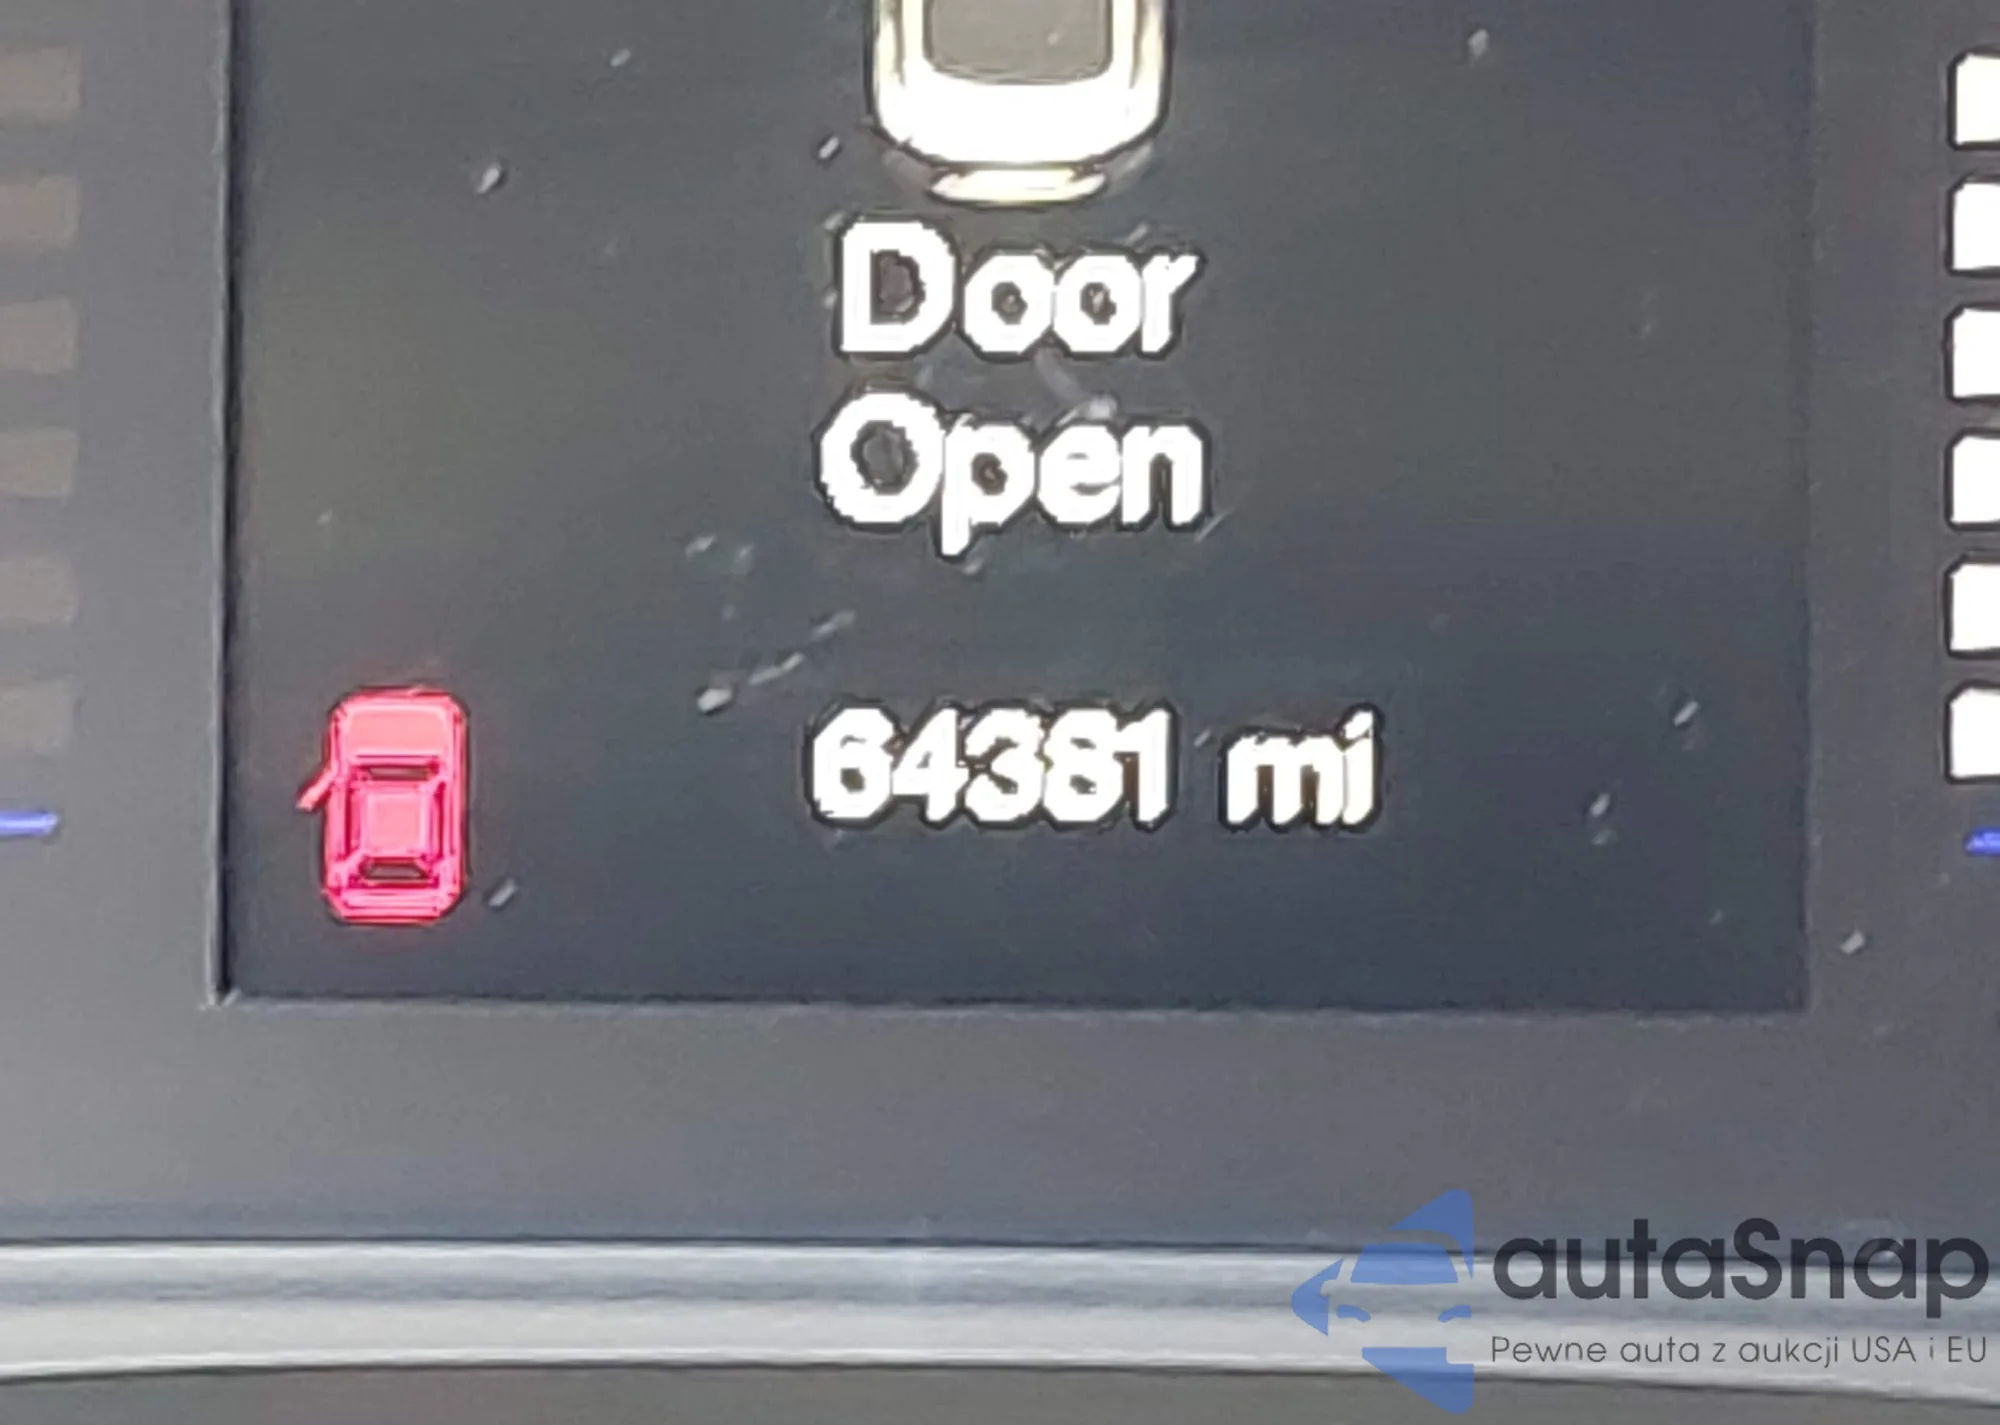 Door
Open
64381 mi
autaSnap
Pewne auta z aukcji USA i EU